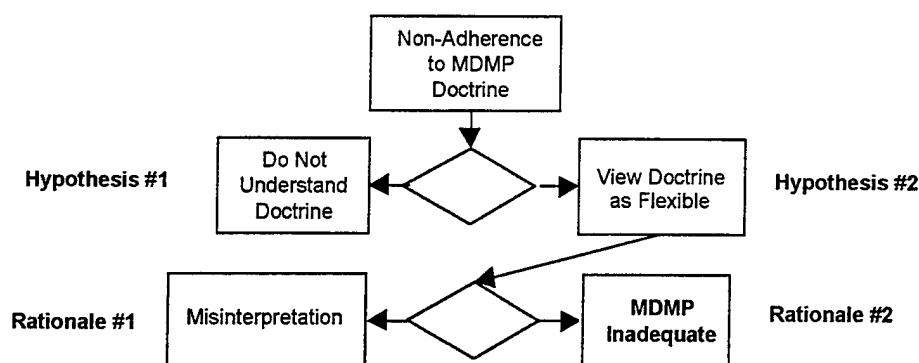 Non-Adherence
to MDMP
Doctrine
Hypothesis #1
Do Not
Understand
Doctrine
View Doctrine
as Flexible
Hypothesis #2
Rationale #1
Misinterpretation
MDMP
Inadequate
Rationale #2